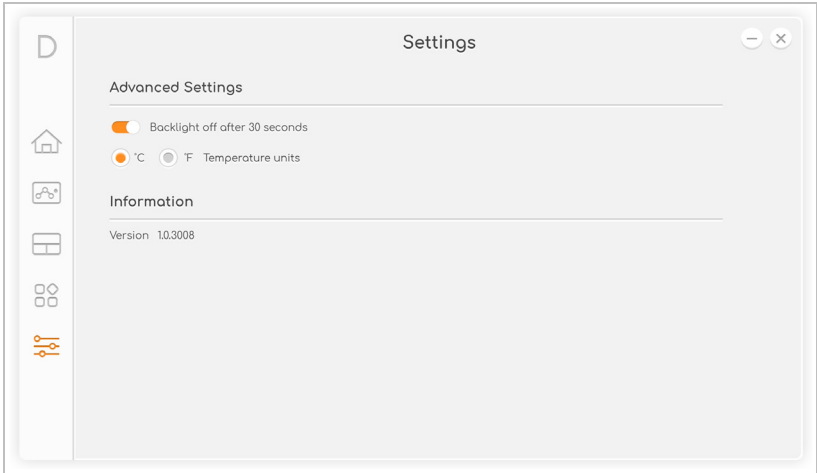 D
Settings
Advanced Settings
Backlight off after 30 seconds
°C °F Temperature units
Information
Version 1.0.3008